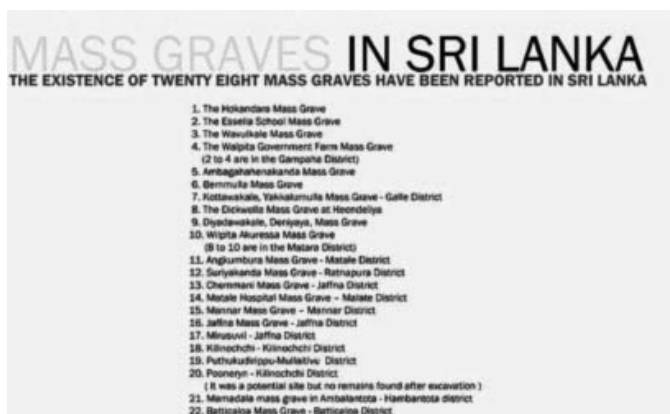 MASS GRAVES IN SRI LANKA
THE EXISTENCE OF TWENTY EIGHT MASS GRAVES HAVE BEEN REPORTED IN SRI LANKA
1. The Hokandara Mass Grave
2. The Essella School Mass Grave
3. The Wavulkale Mass Grave
4. The Walpita Government Farm Mass Grave
(2 to 4 are in the Gampaha District)
5. Ambagahahenakanda Mass Grave
6. Bemmulla Mass Grave
7. Kottawakale, Yakkalamulla Mass Grave - Galle District
8. The Dickwella Mass Grave at Heendeliya
9. Diyadawakale, Deniyaya, Mass Grave
10. Wilpita Akuressa Mass Grave
(8 to 10 are in the Matara District)
11. Angkumbura Mass Grave - Matale District
12. Suriyakanda Mass Grave - Ratnapura District
13. Chemmani Mass Grave - Jaffna District
14. Matale Hospital Mass Grave – Malate District
15. Mannar Mass Grave – Mannar District
16. Jaffna Mass Grave - Jaffna District
17. Mirusuvil - Jaffna District
18. Kilinochchi - Kilinochchi District
19. Puthukudirippu-Mullaitivu District
20. Pooneryn - Kilinochchi District
( It was a potential site but no remains found after excavation )
21. Mamadala mass grave in Ambalantota - Hambantota district
22. Batticaloa Mass Grave - Batticaloa District